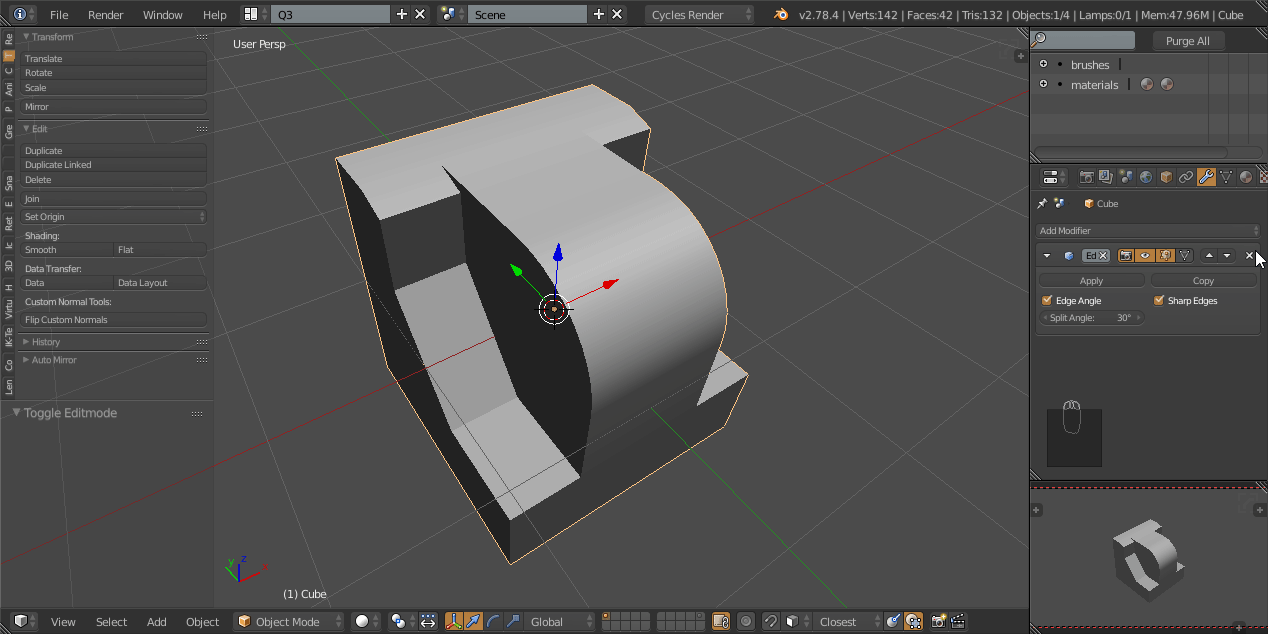 File Render Window Help Q3 Scene Cycles Render v2.78.4 | Verts:142 | Faces:42 | Tris:132 | Objects:1/4 | Lamps:0/1 | Mem:47.96M | Cube
Re
T
C
Ani
P
Gre
Sna
E
Ret
Ic
3D
H
Virtu
IK-Te
Co
Len
Transform
Translate
Rotate
Scale
Mirror
Edit
Duplicate
Duplicate Linked
Delete
Join
Set Origin
Shading:
Smooth Flat
Data Transfer:
Data Data Layout
Custom Normal Tools:
Flip Custom Normals
History
Auto Mirror
Toggle Editmode
User Persp
y z x
(1) Cube
View Select Add Object Object Mode Global Closest
Purge All
brushes
materials
Cube
Add Modifier
Ed
Apply Copy
Edge Angle Sharp Edges
Split Angle: 30°